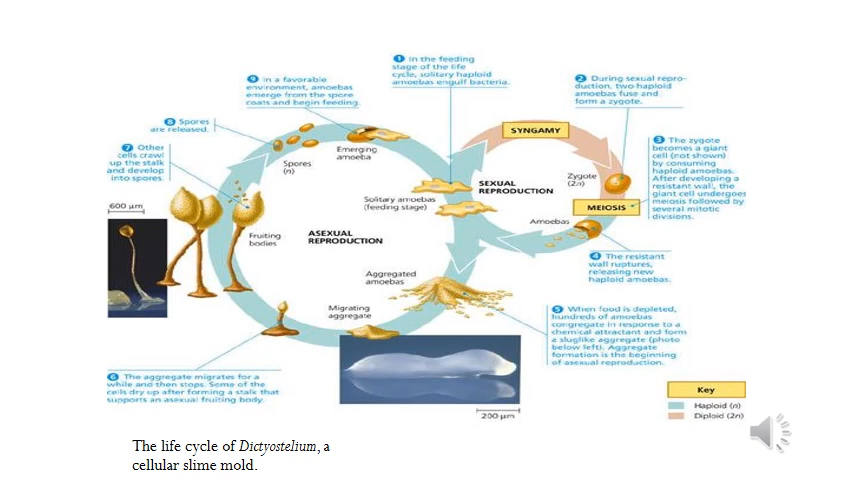 1 In the feeding
stage of the life
cycle, solitary haploid
amoebas engulf bacteria.
9 In a favorable
environment, amoebas
emerge from the spore
coats and begin feeding.
2 During sexual repro-
duction, two haploid
amoebas fuse and
form a zygote.
8 Spores
are released.
SYNGAMY
7 Other
cells crawl
up the stalk
and develop
into spores.
3 The zygote
becomes a giant
cell (not shown)
by consuming
haploid amoebas.
After developing a
resistant wall, the
giant cell undergoes
meiosis followed by
several mitotic
divisions.
Emerging
amoeba
Spores
(n)
Zygote
(2n)
SEXUAL
REPRODUCTION
Solitary amoebas
(feeding stage)
600 µm
MEIOSIS
Amoebas
ASEXUAL
REPRODUCTION
Fruiting
bodies
4 The resistant
wall ruptures,
releasing new
haploid amoebas.
Aggregated
amoebas
Migrating
aggregate
5 When food is depleted,
hundreds of amoebas
congregate in response to a
chemical attractant and form
a sluglike aggregate (photo
below left). Aggregate
formation is the beginning
of asexual reproduction.
6 The aggregate migrates for a
while and then stops. Some of the
cells dry up after forming a stalk that
supports an asexual fruiting body.
Key
Haploid (n)
Diploid (2n)
200 µm
The life cycle of Dictyostelium, a
cellular slime mold.